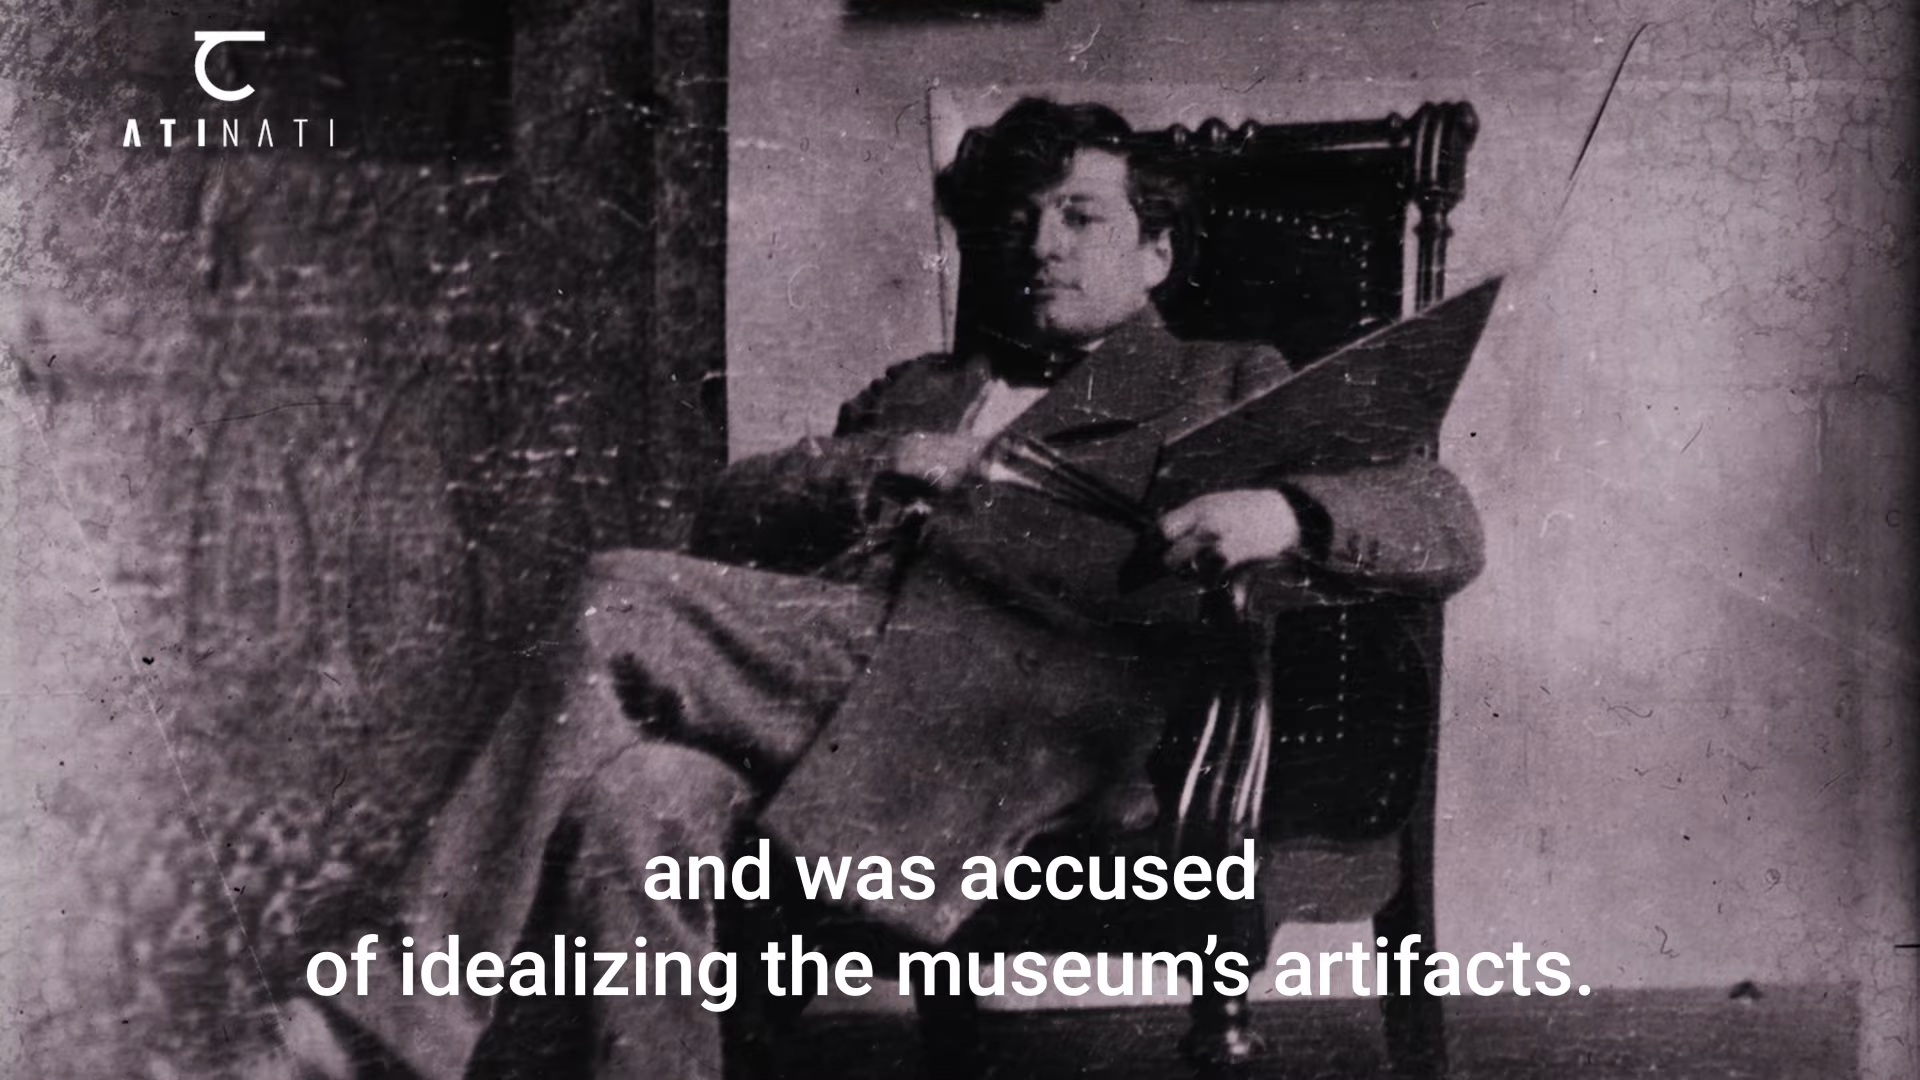 ATINATI
and was accused
of idealizing the museum’s artifacts.